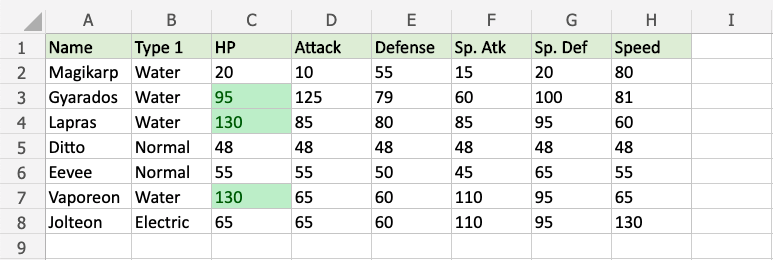 A B C D E F G H I
1 Name Type 1 HP Attack Defense Sp. Atk Sp. Def Speed
2 Magikarp Water 20 10 55 15 20 80
3 Gyarados Water 95 125 79 60 100 81
4 Lapras Water 130 85 80 85 95 60
5 Ditto Normal 48 48 48 48 48 48
6 Eevee Normal 55 55 50 45 65 55
7 Vaporeon Water 130 65 60 110 95 65
8 Jolteon Electric 65 65 60 110 95 130
9